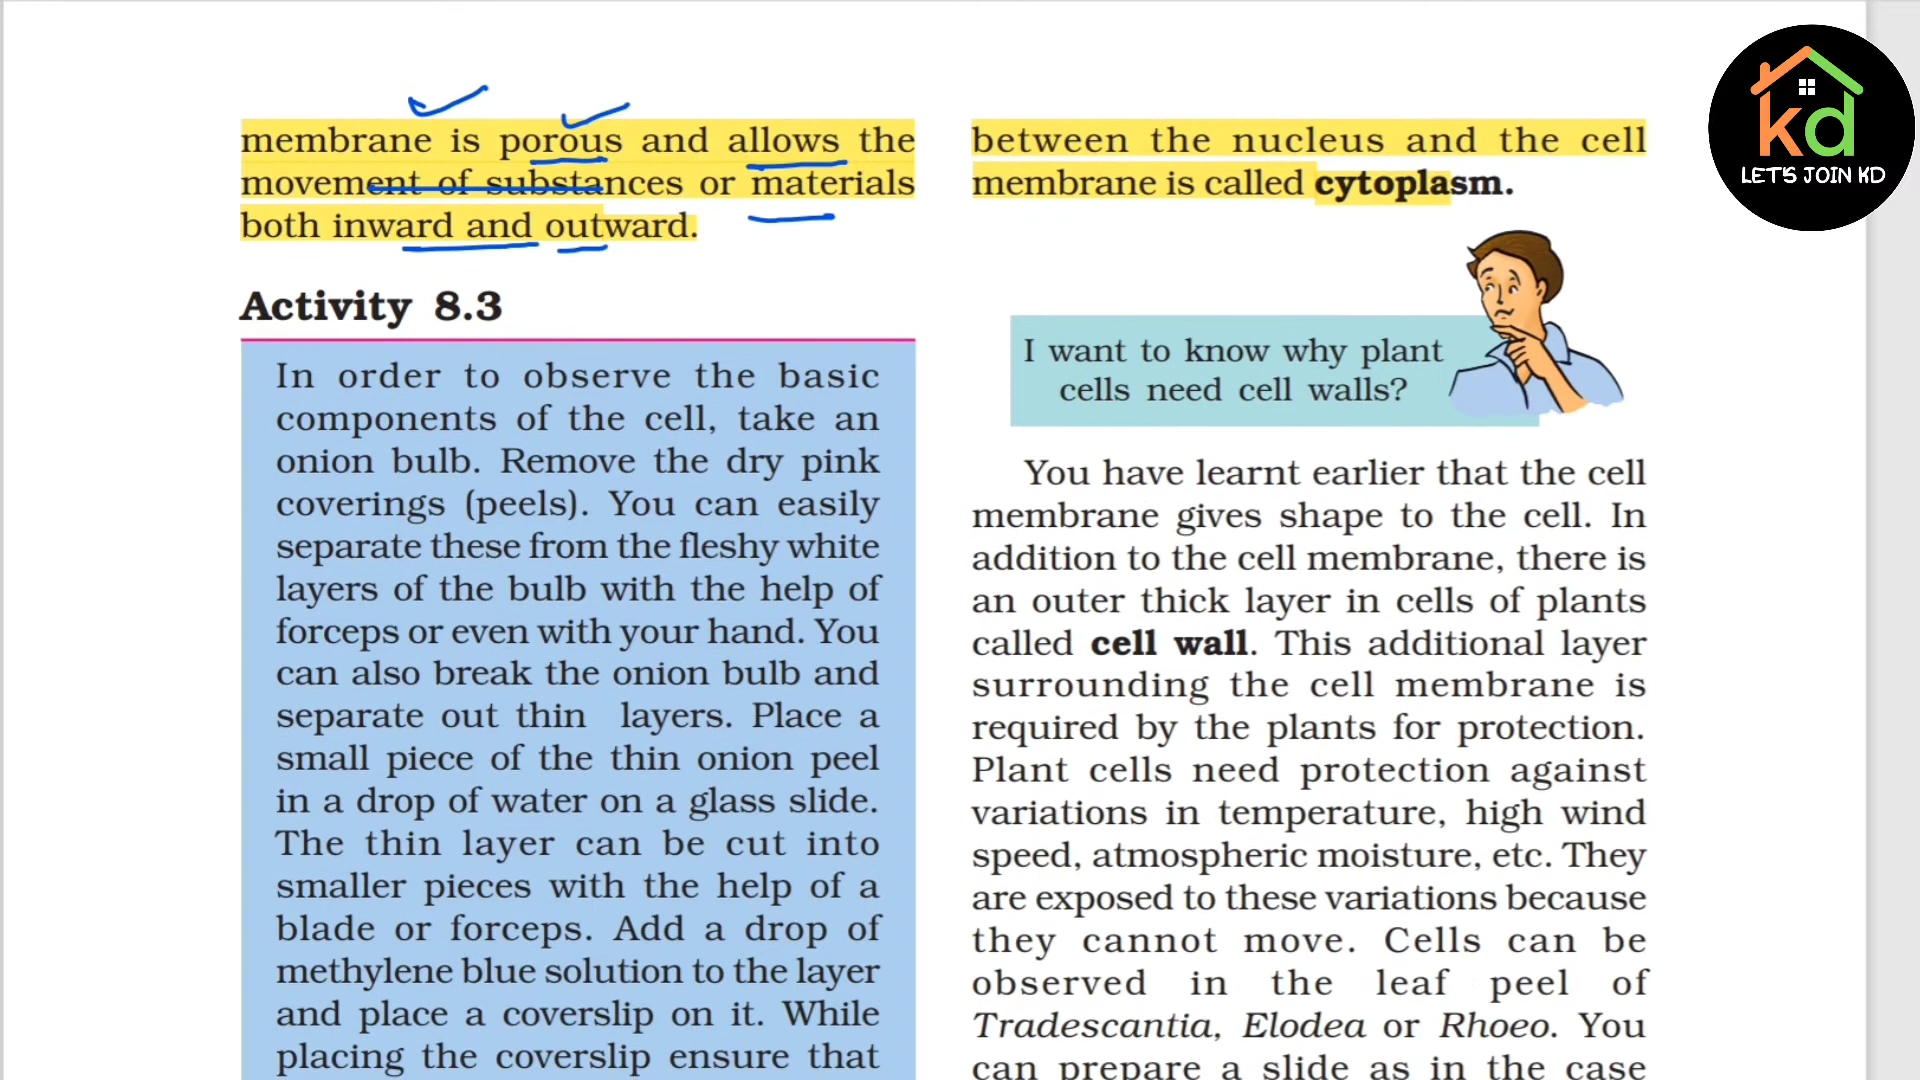 membrane is porous and allows the
movement of substances or materials
both inward and outward.
Activity 8.3
In order to observe the basic
components of the cell, take an
onion bulb. Remove the dry pink
coverings (peels). You can easily
separate these from the fleshy white
layers of the bulb with the help of
forceps or even with your hand. You
can also break the onion bulb and
separate out thin layers. Place a
small piece of the thin onion peel
in a drop of water on a glass slide.
The thin layer can be cut into
smaller pieces with the help of a
blade or forceps. Add a drop of
methylene blue solution to the layer
and place a coverslip on it. While
placing the coverslip ensure that
between the nucleus and the cell
membrane is called cytoplasm.
I want to know why plant
cells need cell walls?
You have learnt earlier that the cell
membrane gives shape to the cell. In
addition to the cell membrane, there is
an outer thick layer in cells of plants
called cell wall. This additional layer
surrounding the cell membrane is
required by the plants for protection.
Plant cells need protection against
variations in temperature, high wind
speed, atmospheric moisture, etc. They
are exposed to these variations because
they cannot move. Cells can be
observed in the leaf peel of
Tradescantia, Elodea or Rhoeo. You
can prepare a slide as in the case
kd
LET'S JOIN KD